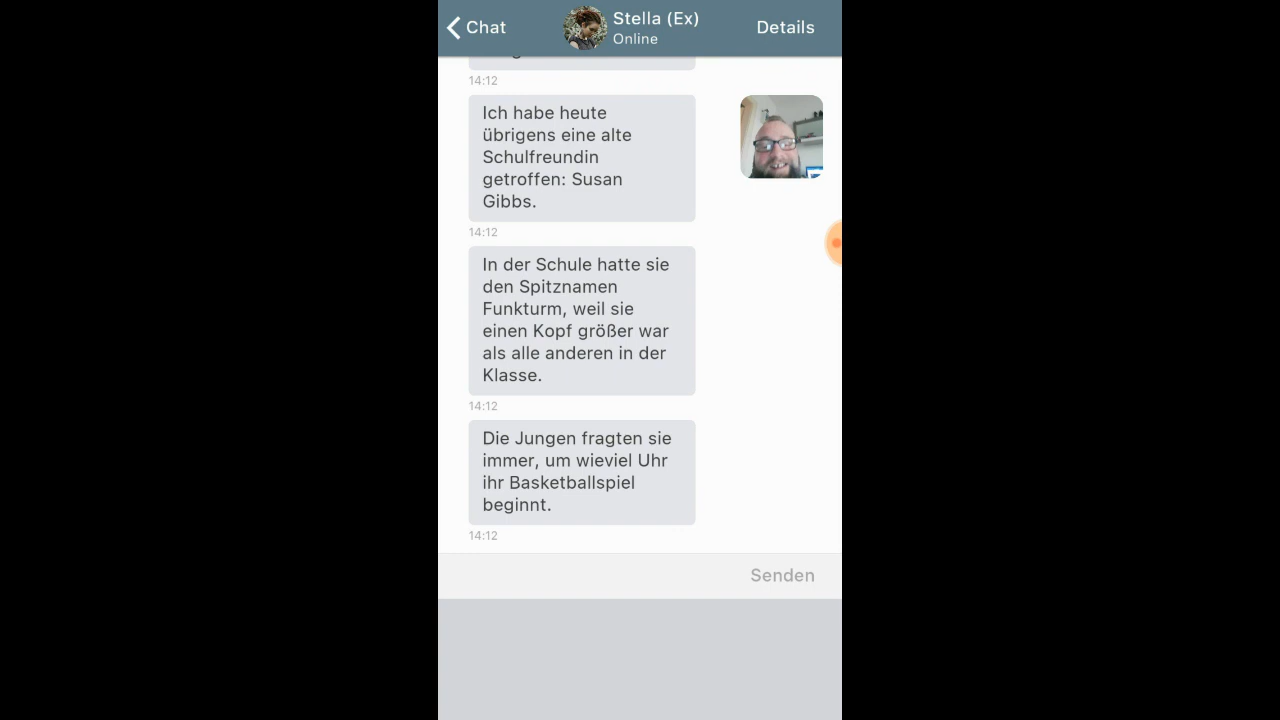 Chat
Stella (Ex)
Online
Details
14:12
Ich habe heute
übrigens eine alte
Schulfreundin
getroffen: Susan
Gibbs.
14:12
In der Schule hatte sie
den Spitznamen
Funkturm, weil sie
einen Kopf größer war
als alle anderen in der
Klasse.
14:12
Die Jungen fragten sie
immer, um wieviel Uhr
ihr Basketballspiel
beginnt.
14:12
Senden